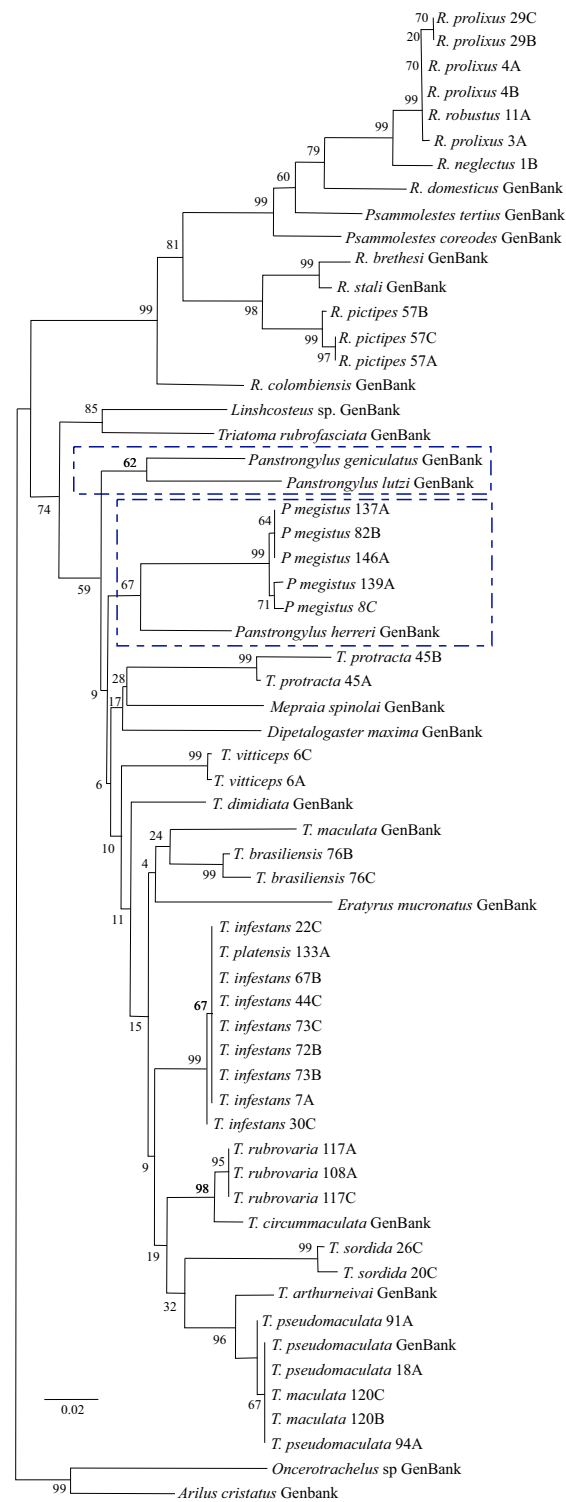 70 R. prolixus 29C
20 R. prolixus 29B
70 R. prolixus 4A
R. prolixus 4B
99 R. robustus 11A
99 R. prolixus 3A
79 R. neglectus 1B
60 R. domesticus GenBank
99 Psammolestes tertius GenBank
Psammolestes coreodes GenBank
81 99 R. brethesi GenBank
R. stali GenBank
98 R. pictipes 57B
99 99 R. pictipes 57C
97 R. pictipes 57A
R. colombiensis GenBank
85 Linshcosteus sp. GenBank
Triatoma rubrofasciata GenBank
62 Panstrongylus geniculatus GenBank
Panstrongylus lutzi GenBank
74
P megistus 137A
64 P megistus 82B
99 P megistus 146A
59 67 P megistus 139A
71 P megistus 8C
Panstrongylus herreri GenBank
99 T. protracta 45B
28 T. protracta 45A
9 17 Mepraia spinolai GenBank
Dipetalogaster maxima GenBank
99 T. vitticeps 6C
6 T. vitticeps 6A
T. dimidiata GenBank
24 T. maculata GenBank
10 T. brasiliensis 76B
4 99 T. brasiliensis 76C
Eratyrus mucronatus GenBank
11 T. infestans 22C
T. platensis 133A
T. infestans 67B
67 T. infestans 44C
15 T. infestans 73C
T. infestans 72B
99 T. infestans 73B
T. infestans 7A
T. infestans 30C
T. rubrovaria 117A
9 95 T. rubrovaria 108A
98 T. rubrovaria 117C
T. circummaculata GenBank
19 99 T. sordida 26C
T. sordida 20C
32 T. arthurneivai GenBank
T. pseudomaculata 91A
96 T. pseudomaculata GenBank
T. pseudomaculata 18A
67 T. maculata 120C
0.02 T. maculata 120B
T. pseudomaculata 94A
Oncerotrachelus sp GenBank
99 Arilus cristatus Genbank